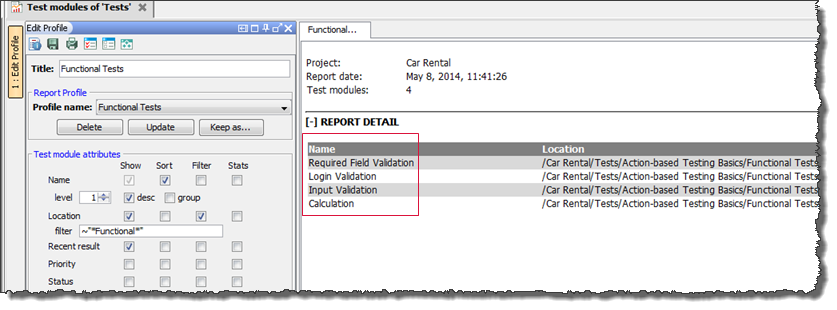 Test modules of 'Tests'
1 : Edit Profile
Edit Profile
Title: Functional Tests
Report Profile
Profile name: Functional Tests
Delete Update Keep as...
Test module attributes
Show Sort Filter Stats
Name
level 1 desc group
Location
filter ~"*Functional*"
Recent result
Priority
Status
Functional...
Project: Car Rental
Report date: May 8, 2014, 11:41:26
Test modules: 4
[-] REPORT DETAIL
Name Location
Required Field Validation /Car Rental/Tests/Action-based Testing Basics/Functional Tests
Login Validation /Car Rental/Tests/Action-based Testing Basics/Functional Tests
Input Validation /Car Rental/Tests/Action-based Testing Basics/Functional Tests
Calculation /Car Rental/Tests/Action-based Testing Basics/Functional Tests